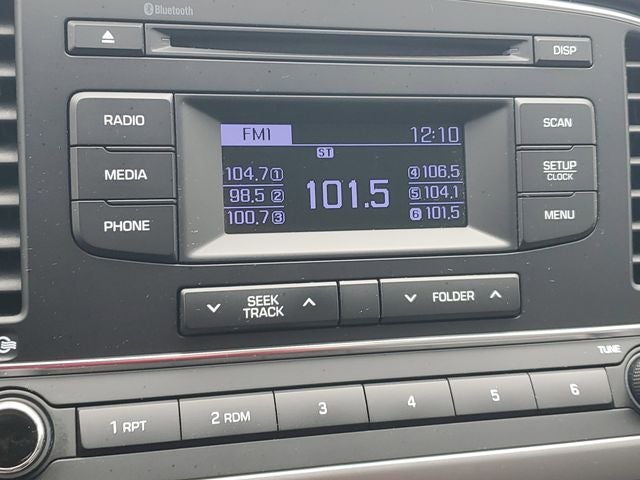 Bluetooth
DISP
RADIO
MEDIA
PHONE
FM1 12:10
ST
104.7 1
98.5 2
100.7 3
101.5
4 106.5
5 104.1
6 101.5
SCAN
SETUP
CLOCK
MENU
SEEK
TRACK
FOLDER
TUNE
1 RPT
2 RDM
3
4
5
6